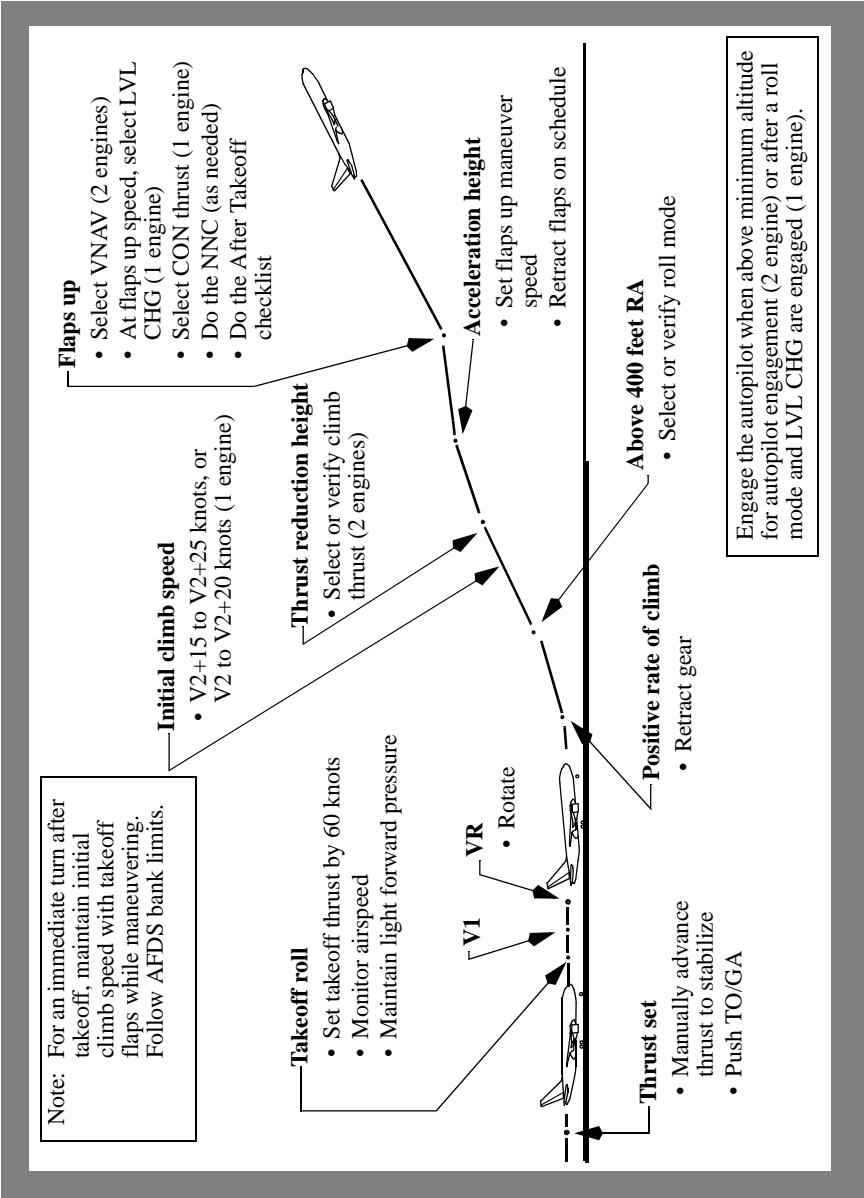 Note: For an immediate turn after
takeoff, maintain initial
climb speed with takeoff
flaps while maneuvering.
Follow AFDS bank limits.
Flaps up
• Select VNAV (2 engines)
• At flaps up speed, select LVL
CHG (1 engine)
• Select CON thrust (1 engine)
• Do the NNC (as needed)
• Do the After Takeoff
checklist
Initial climb speed
• V2+15 to V2+25 knots, or
V2 to V2+20 knots (1 engine)
Takeoff roll
• Set takeoff thrust by 60 knots
• Monitor airspeed
• Maintain light forward pressure
Thrust reduction height
• Select or verify climb
thrust (2 engines)
V1
VR
• Rotate
Acceleration height
• Set flaps up maneuver
speed
• Retract flaps on schedule
Thrust set
• Manually advance
thrust to stabilize
• Push TO/GA
Positive rate of climb
• Retract gear
Above 400 feet RA
• Select or verify roll mode
Engage the autopilot when above minimum altitude
for autopilot engagement (2 engine) or after a roll
mode and LVL CHG are engaged (1 engine).